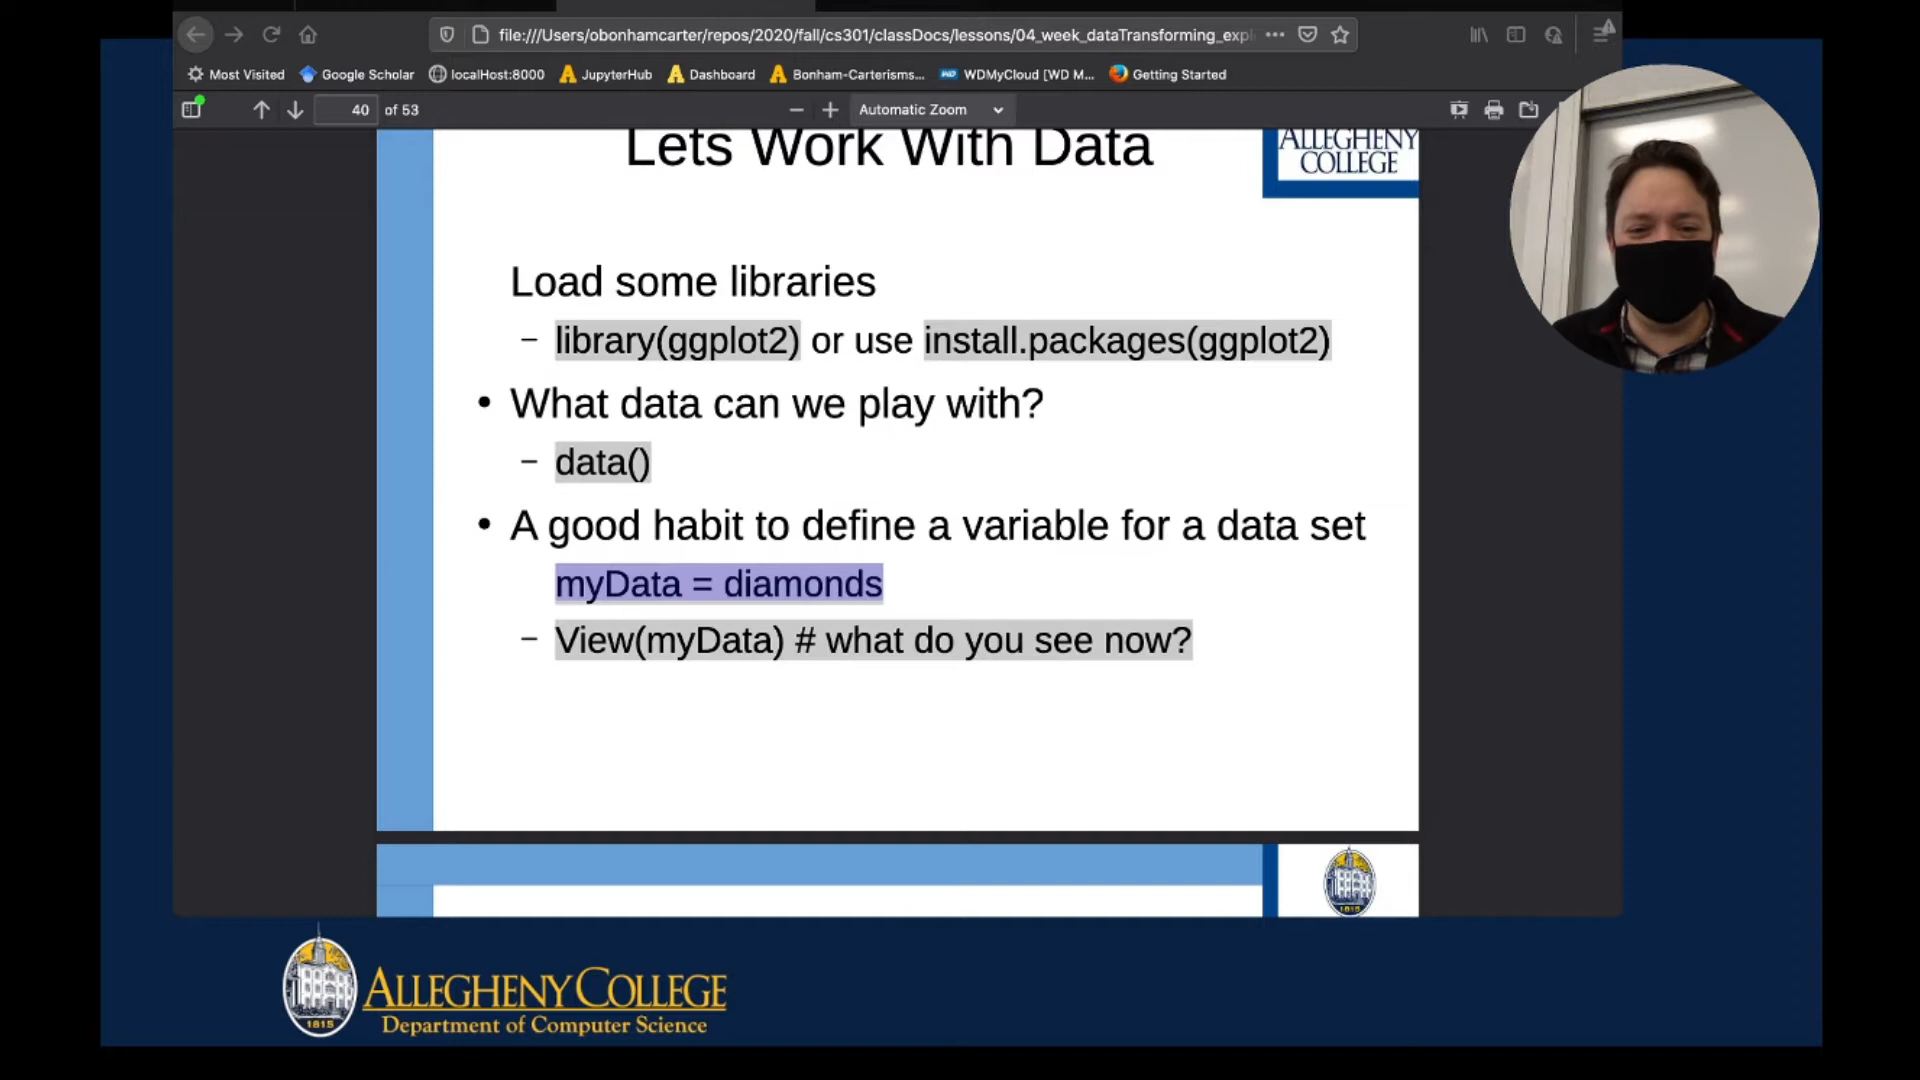 file:///Users/obonhamcarter/repos/2020/fall/cs301/classDocs/lessons/04_week_dataTransforming_expl
Most Visited Google Scholar localHost:8000 JupyterHub Dashboard Bonham-Carterisms... WDMyCloud [WD M... Getting Started
40 of 53 Automatic Zoom
Lets Work With Data
ALLEGHENY
COLLEGE
Load some libraries
– library(ggplot2) or use install.packages(ggplot2)
• What data can we play with?
– data()
• A good habit to define a variable for a data set
myData = diamonds
– View(myData) # what do you see now?
1815
1815
ALLEGHENY COLLEGE
Department of Computer Science